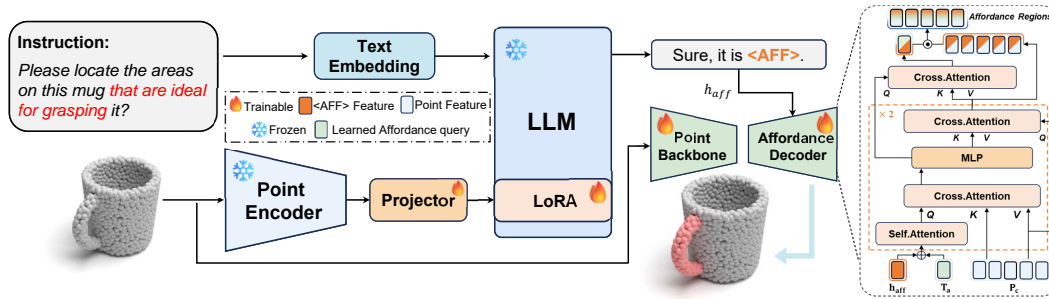 Instruction:
Please locate the areas
on this mug that are ideal
for grasping it?
Text
Embedding
Trainable
<AFF> Feature
Point Feature
Frozen
Learned Affordance query
Point
Encoder
Projector
LLM
LoRA
Sure, it is <AFF>.
h_aff
Point
Backbone
Affordance
Decoder
Affordance Regions
Cross.Attention
Q
K
V
× 2
Cross.Attention
K
V
Q
MLP
Cross.Attention
Q
K
V
Self.Attention
h_aff
T_a
P_c